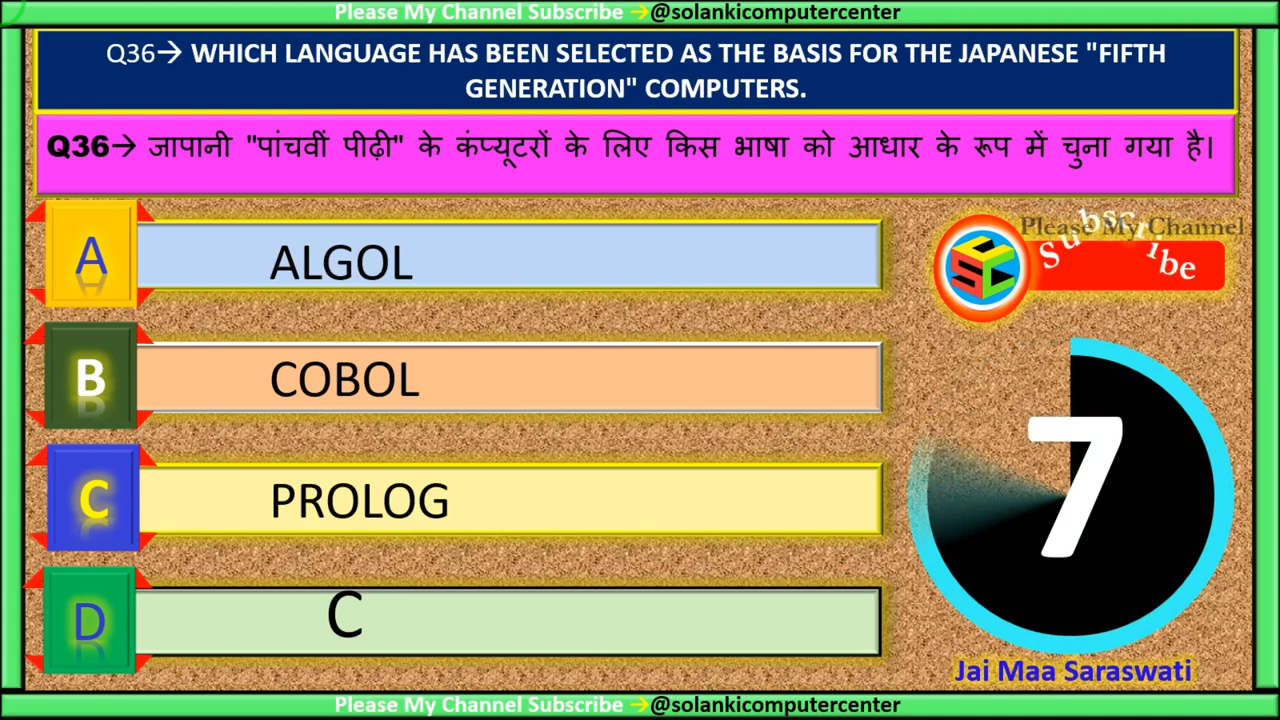 Please My Channel Subscribe →@solankicomputercenter
Q36→ WHICH LANGUAGE HAS BEEN SELECTED AS THE BASIS FOR THE JAPANESE "FIFTH
GENERATION" COMPUTERS.
Q36→ जापानी "पांचवीं पीढ़ी" के कंप्यूटरों के लिए किस भाषा को आधार के रूप में चुना गया है।
A ALGOL
Please My Channel
Subscribe
SCC
B COBOL
C PROLOG
7
D C
Jai Maa Saraswati
Please My Channel Subscribe →@solankicomputercenter